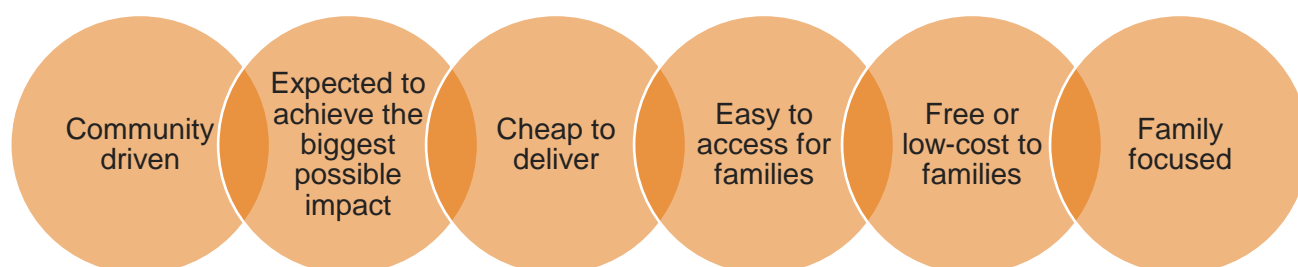 Community
driven
Expected to
achieve the
biggest
possible
impact
Cheap to
deliver
Easy to
access for
families
Free or
low-cost to
families
Family
focused